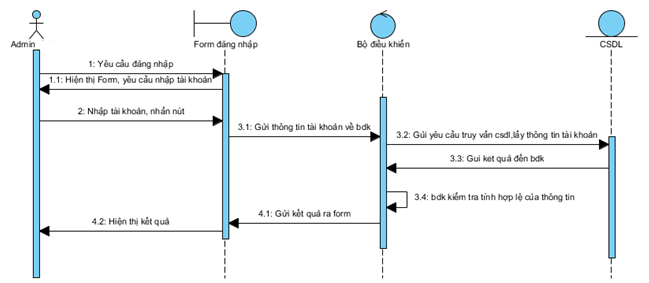 Admin
Form đăng nhập
Bộ điều khiển
CSDL
1: Yêu cầu đăng nhập
1.1: Hiện thị Form, yêu cầu nhập tài khoản
2: Nhập tài khoản, nhấn nút
3.1: Gửi thông tin tài khoản về bdk
3.2: Gửi yêu cầu truy vấn csdl,lấy thông tin tài khoản
3.3: Gui ket quả đến bdk
3.4: bdk kiểm tra tính hợp lệ của thông tin
4.1: Gửi kết quả ra form
4.2: Hiện thị kết quả